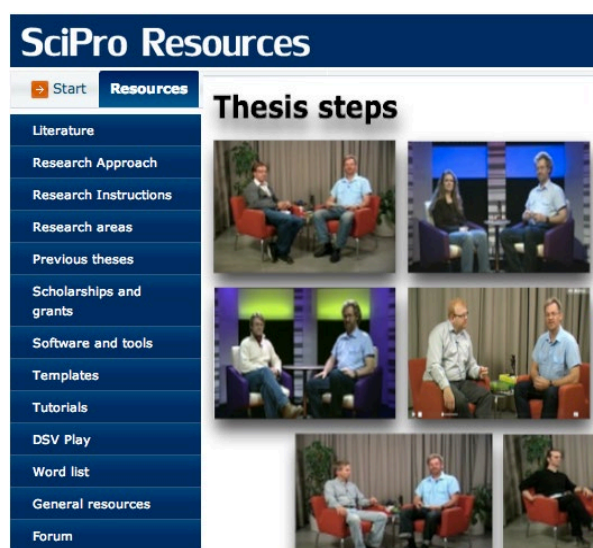 SciPro Resources
Start
Resources
Thesis steps
Literature
Research Approach
Research Instructions
Research areas
Previous theses
Scholarships and
grants
Software and tools
Templates
Tutorials
DSV Play
Word list
General resources
Forum